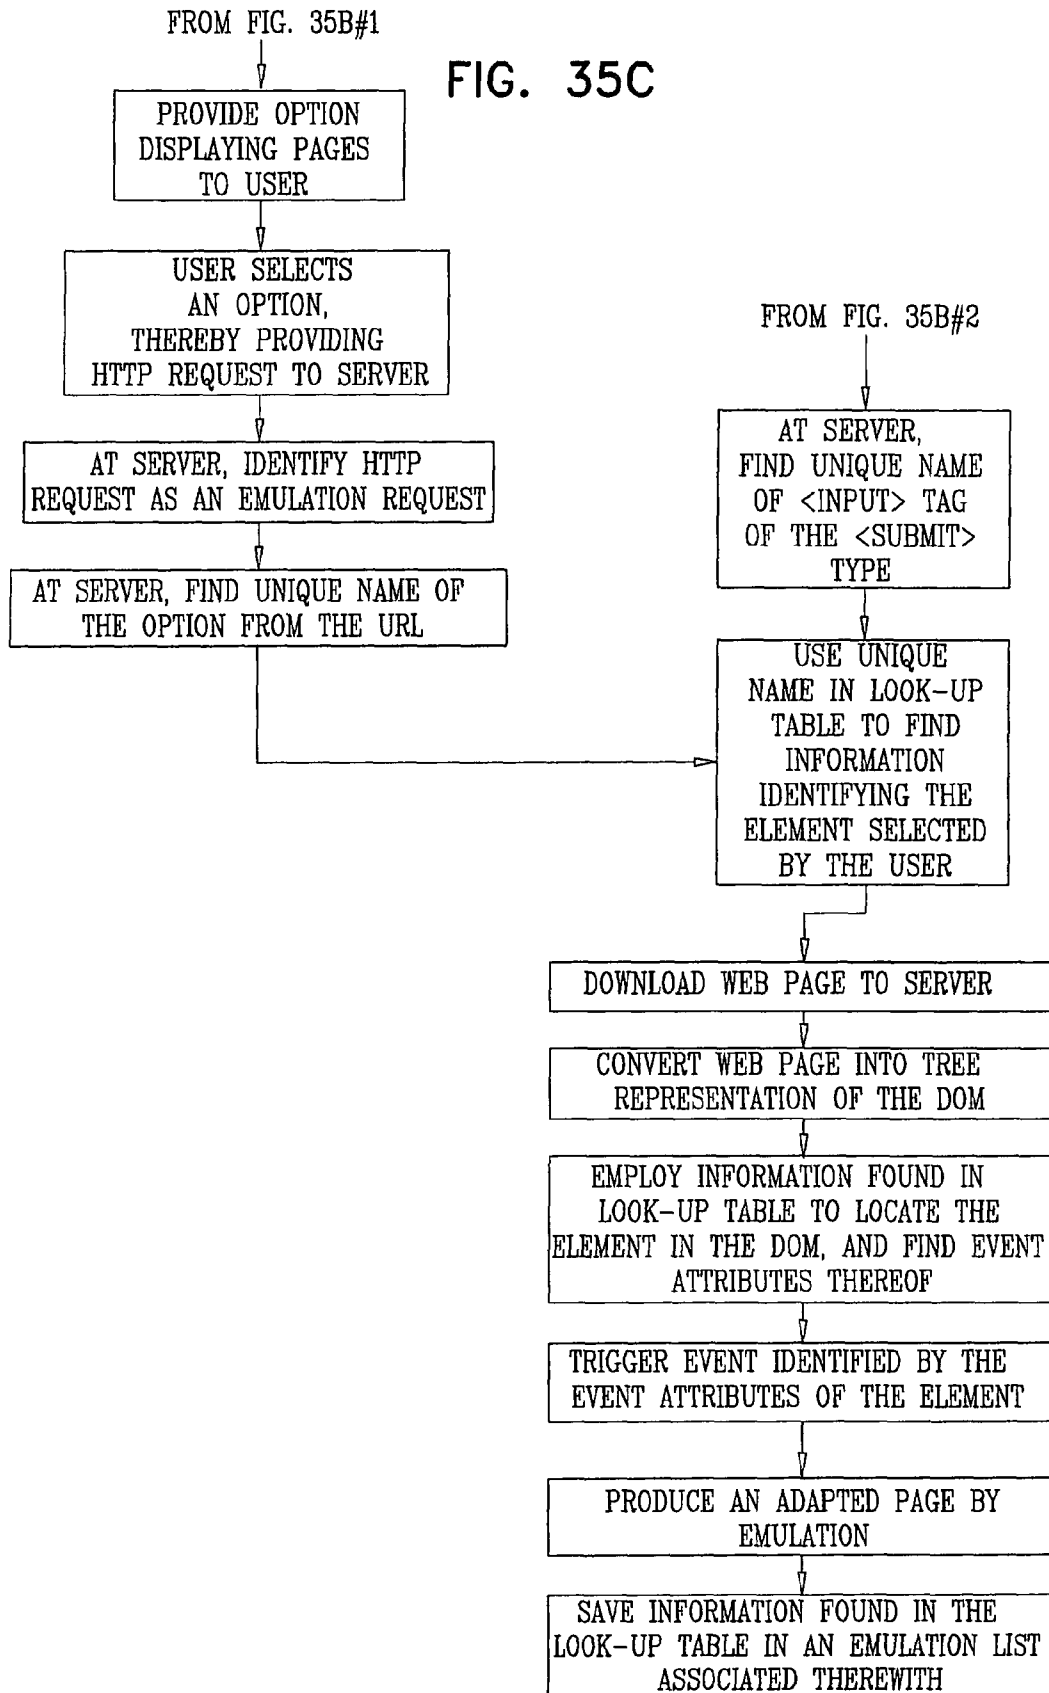 FROM FIG. 35B#1
FIG. 35C
PROVIDE OPTION
DISPLAYING PAGES
TO USER
USER SELECTS
AN OPTION,
THEREBY PROVIDING
HTTP REQUEST TO SERVER
AT SERVER, IDENTIFY HTTP
REQUEST AS AN EMULATION REQUEST
AT SERVER, FIND UNIQUE NAME OF
THE OPTION FROM THE URL
FROM FIG. 35B#2
AT SERVER,
FIND UNIQUE NAME
OF <INPUT> TAG
OF THE <SUBMIT>
TYPE
USE UNIQUE
NAME IN LOOK-UP
TABLE TO FIND
INFORMATION
IDENTIFYING THE
ELEMENT SELECTED
BY THE USER
DOWNLOAD WEB PAGE TO SERVER
CONVERT WEB PAGE INTO TREE
REPRESENTATION OF THE DOM
EMPLOY INFORMATION FOUND IN
LOOK-UP TABLE TO LOCATE THE
ELEMENT IN THE DOM, AND FIND EVENT
ATTRIBUTES THEREOF
TRIGGER EVENT IDENTIFIED BY THE
EVENT ATTRIBUTES OF THE ELEMENT
PRODUCE AN ADAPTED PAGE BY
EMULATION
SAVE INFORMATION FOUND IN THE
LOOK-UP TABLE IN AN EMULATION LIST
ASSOCIATED THEREWITH